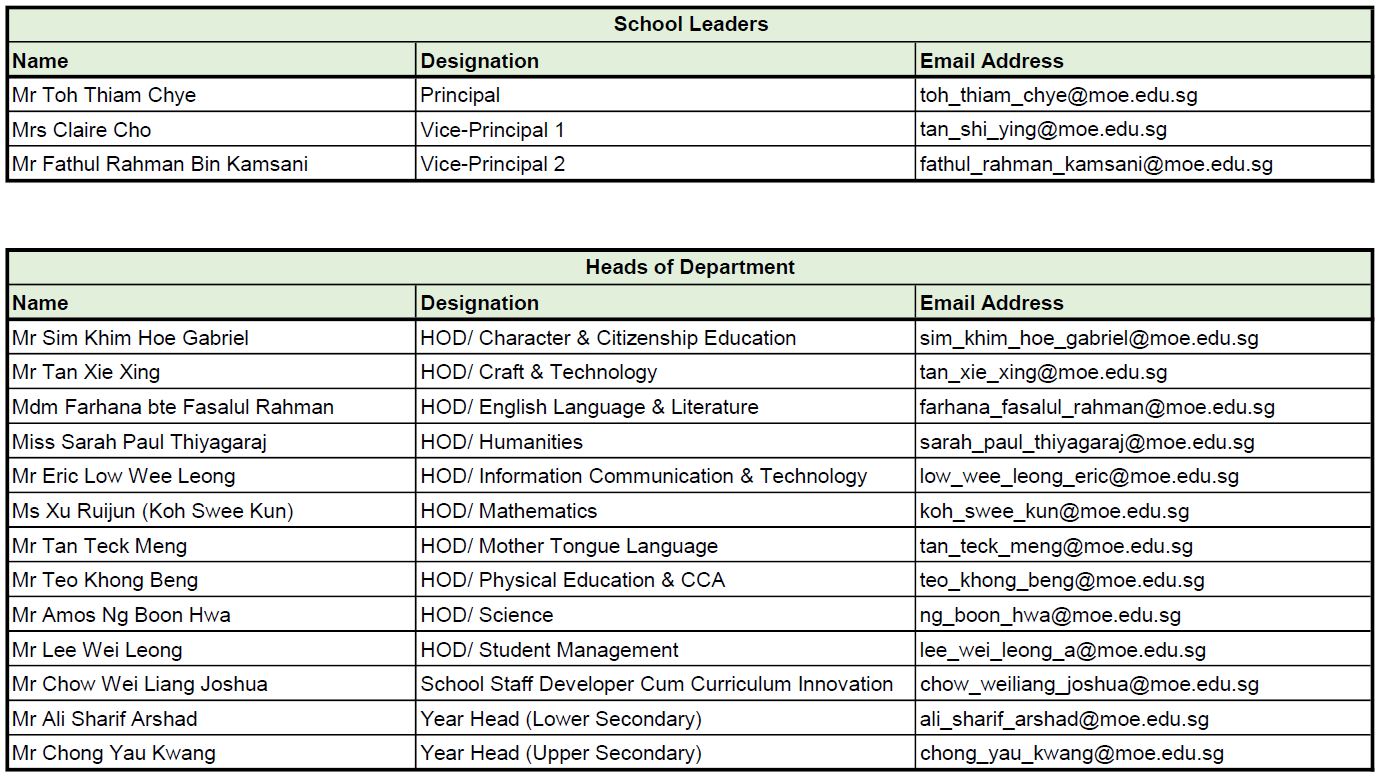 School Leaders
Name Designation Email Address
Mr Toh Thiam Chye Principal toh_thiam_chye@moe.edu.sg
Mrs Claire Cho Vice-Principal 1 tan_shi_ying@moe.edu.sg
Mr Fathul Rahman Bin Kamsani Vice-Principal 2 fathul_rahman_kamsani@moe.edu.sg
Heads of Department
Name Designation Email Address
Mr Sim Khim Hoe Gabriel HOD/ Character & Citizenship Education sim_khim_hoe_gabriel@moe.edu.sg
Mr Tan Xie Xing HOD/ Craft & Technology tan_xie_xing@moe.edu.sg
Mdm Farhana bte Fasalul Rahman HOD/ English Language & Literature farhana_fasalul_rahman@moe.edu.sg
Miss Sarah Paul Thiyagaraj HOD/ Humanities sarah_paul_thiyagaraj@moe.edu.sg
Mr Eric Low Wee Leong HOD/ Information Communication & Technology low_wee_leong_eric@moe.edu.sg
Ms Xu Ruijun (Koh Swee Kun) HOD/ Mathematics koh_swee_kun@moe.edu.sg
Mr Tan Teck Meng HOD/ Mother Tongue Language tan_teck_meng@moe.edu.sg
Mr Teo Khong Beng HOD/ Physical Education & CCA teo_khong_beng@moe.edu.sg
Mr Amos Ng Boon Hwa HOD/ Science ng_boon_hwa@moe.edu.sg
Mr Lee Wei Leong HOD/ Student Management lee_wei_leong_a@moe.edu.sg
Mr Chow Wei Liang Joshua School Staff Developer Cum Curriculum Innovation chow_weiliang_joshua@moe.edu.sg
Mr Ali Sharif Arshad Year Head (Lower Secondary) ali_sharif_arshad@moe.edu.sg
Mr Chong Yau Kwang Year Head (Upper Secondary) chong_yau_kwang@moe.edu.sg